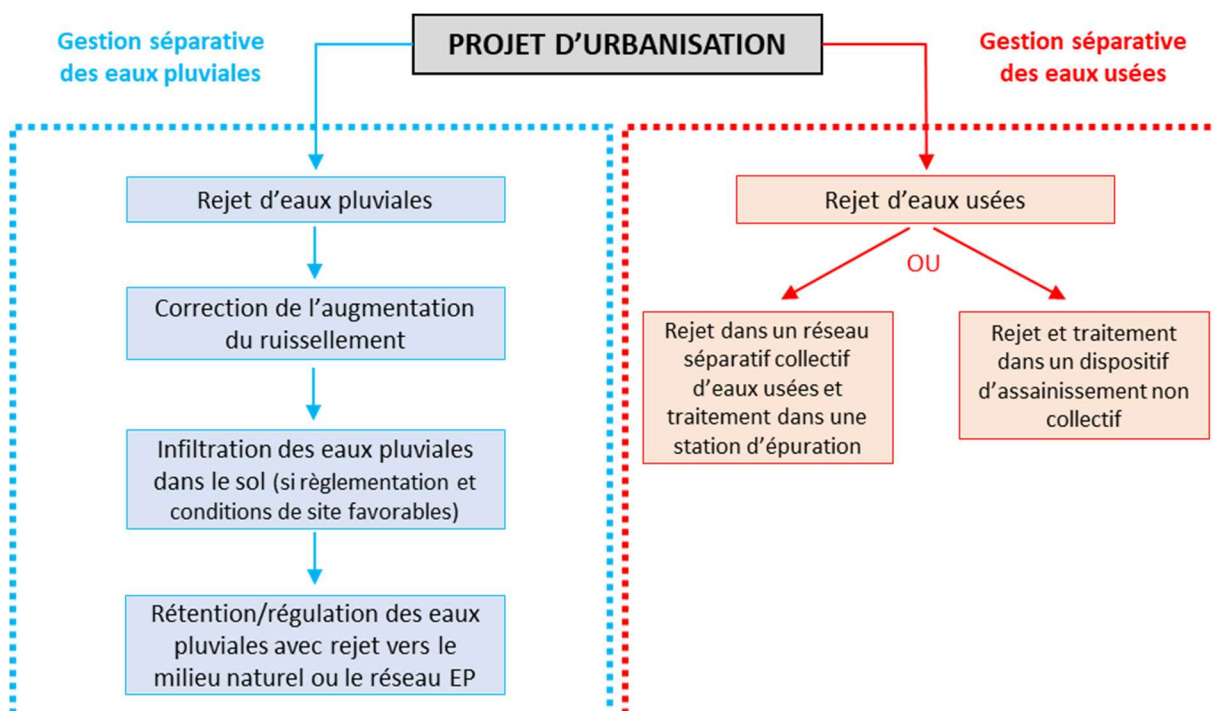 PROJET D’URBANISATION
Gestion séparative
des eaux pluviales
Gestion séparative
des eaux usées
Rejet d’eaux pluviales
Correction de l’augmentation
du ruissellement
Infiltration des eaux pluviales
dans le sol (si règlementation et
conditions de site favorables)
Rétention/régulation des eaux
pluviales avec rejet vers le
milieu naturel ou le réseau EP
Rejet d’eaux usées
OU
Rejet dans un réseau
séparatif collectif
d’eaux usées et
traitement dans une
station d’épuration
Rejet et traitement
dans un dispositif
d’assainissement non
collectif